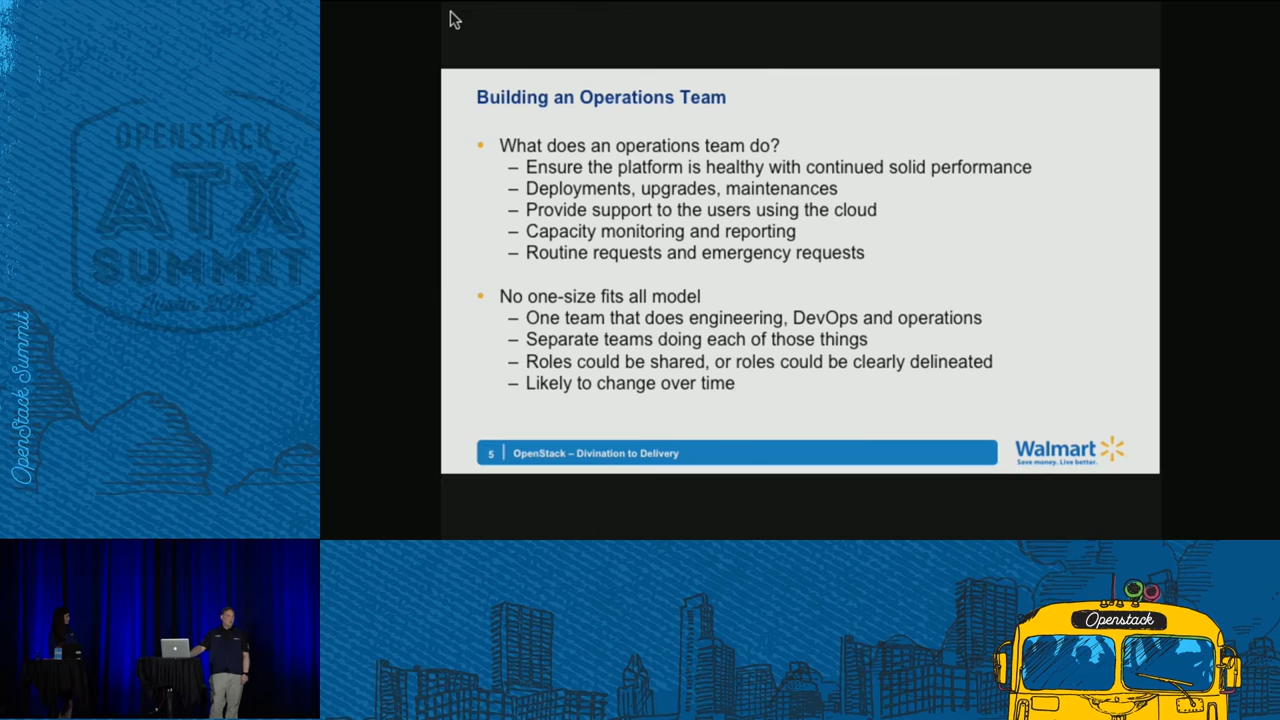 OPENSTACK
ATX
SUMMIT
Austin 2016
OpenStack Summit
Building an Operations Team
• What does an operations team do?
– Ensure the platform is healthy with continued solid performance
– Deployments, upgrades, maintenances
– Provide support to the users using the cloud
– Capacity monitoring and reporting
– Routine requests and emergency requests
• No one-size fits all model
– One team that does engineering, DevOps and operations
– Separate teams doing each of those things
– Roles could be shared, or roles could be clearly delineated
– Likely to change over time
5 OpenStack – Divination to Delivery
Walmart
Save money. Live better.
Openstack